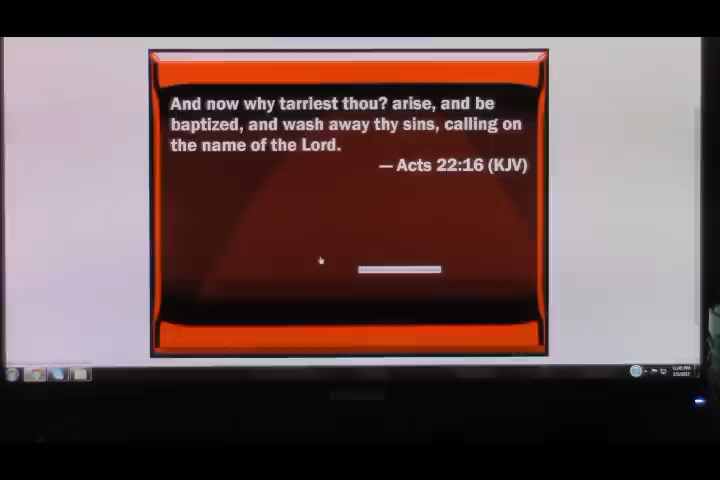 And now why tarriest thou? arise, and be
baptized, and wash away thy sins, calling on
the name of the Lord.
— Acts 22:16 (KJV)